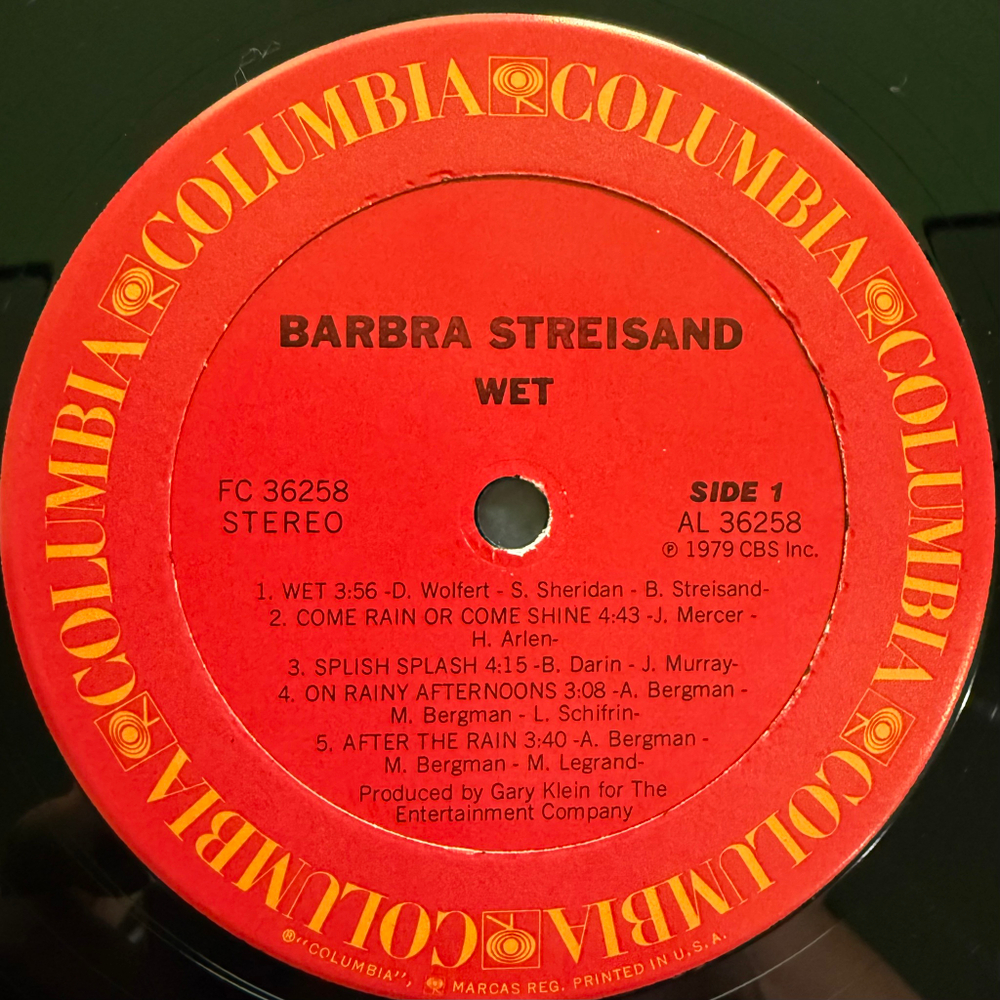 COLUMBIA COLUMBIA COLUMBIA COLUMBIA COLUMBIA COLUMBIA COLUMBIA COLUMBIA
BARBRA STREISAND
WET
FC 36258
STEREO
SIDE 1
AL 36258
℗ 1979 CBS Inc.
1. WET 3:56 -D. Wolfert - S. Sheridan - B. Streisand-
2. COME RAIN OR COME SHINE 4:43 -J. Mercer -
H. Arlen-
3. SPLISH SPLASH 4:15 -B. Darin - J. Murray-
4. ON RAINY AFTERNOONS 3:08 -A. Bergman -
M. Bergman - L. Schifrin-
5. AFTER THE RAIN 3:40 -A. Bergman -
M. Bergman - M. Legrand-
Produced by Gary Klein for The
Entertainment Company
®"COLUMBIA", MARCAS REG. PRINTED IN U.S.A.